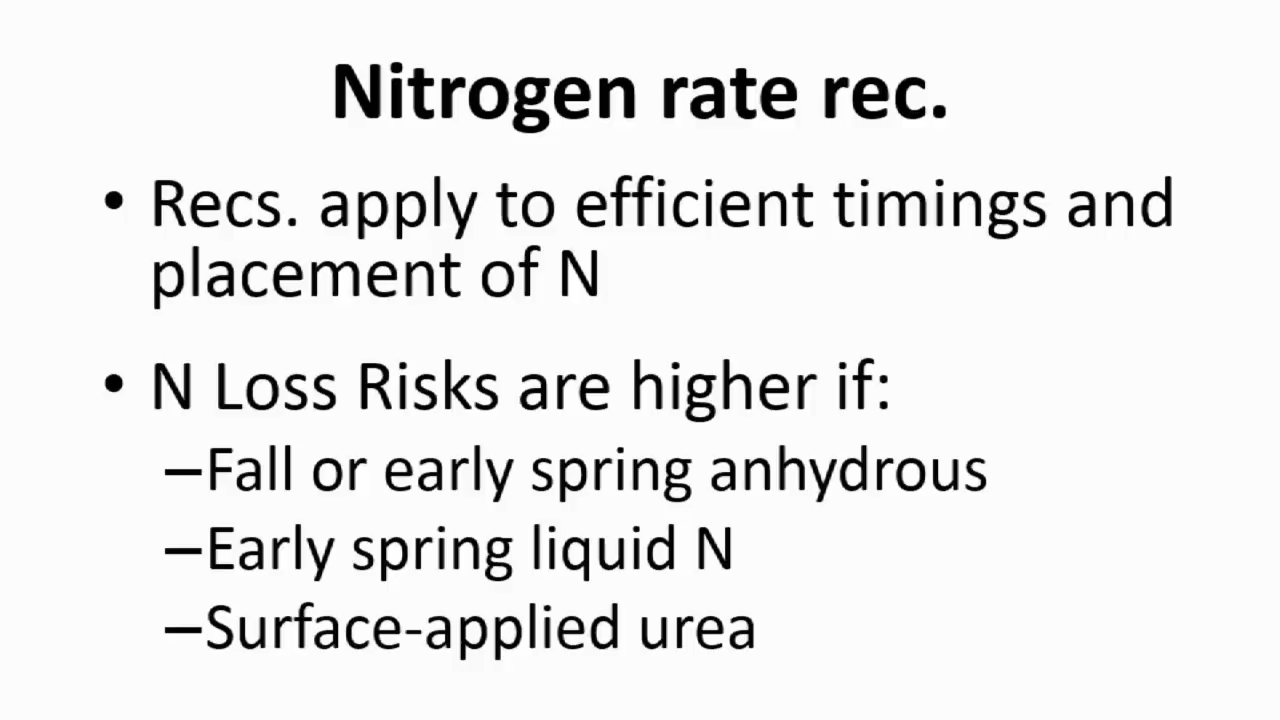 Nitrogen rate rec.
• Recs. apply to efficient timings and
placement of N
• N Loss Risks are higher if:
–Fall or early spring anhydrous
–Early spring liquid N
–Surface-applied urea